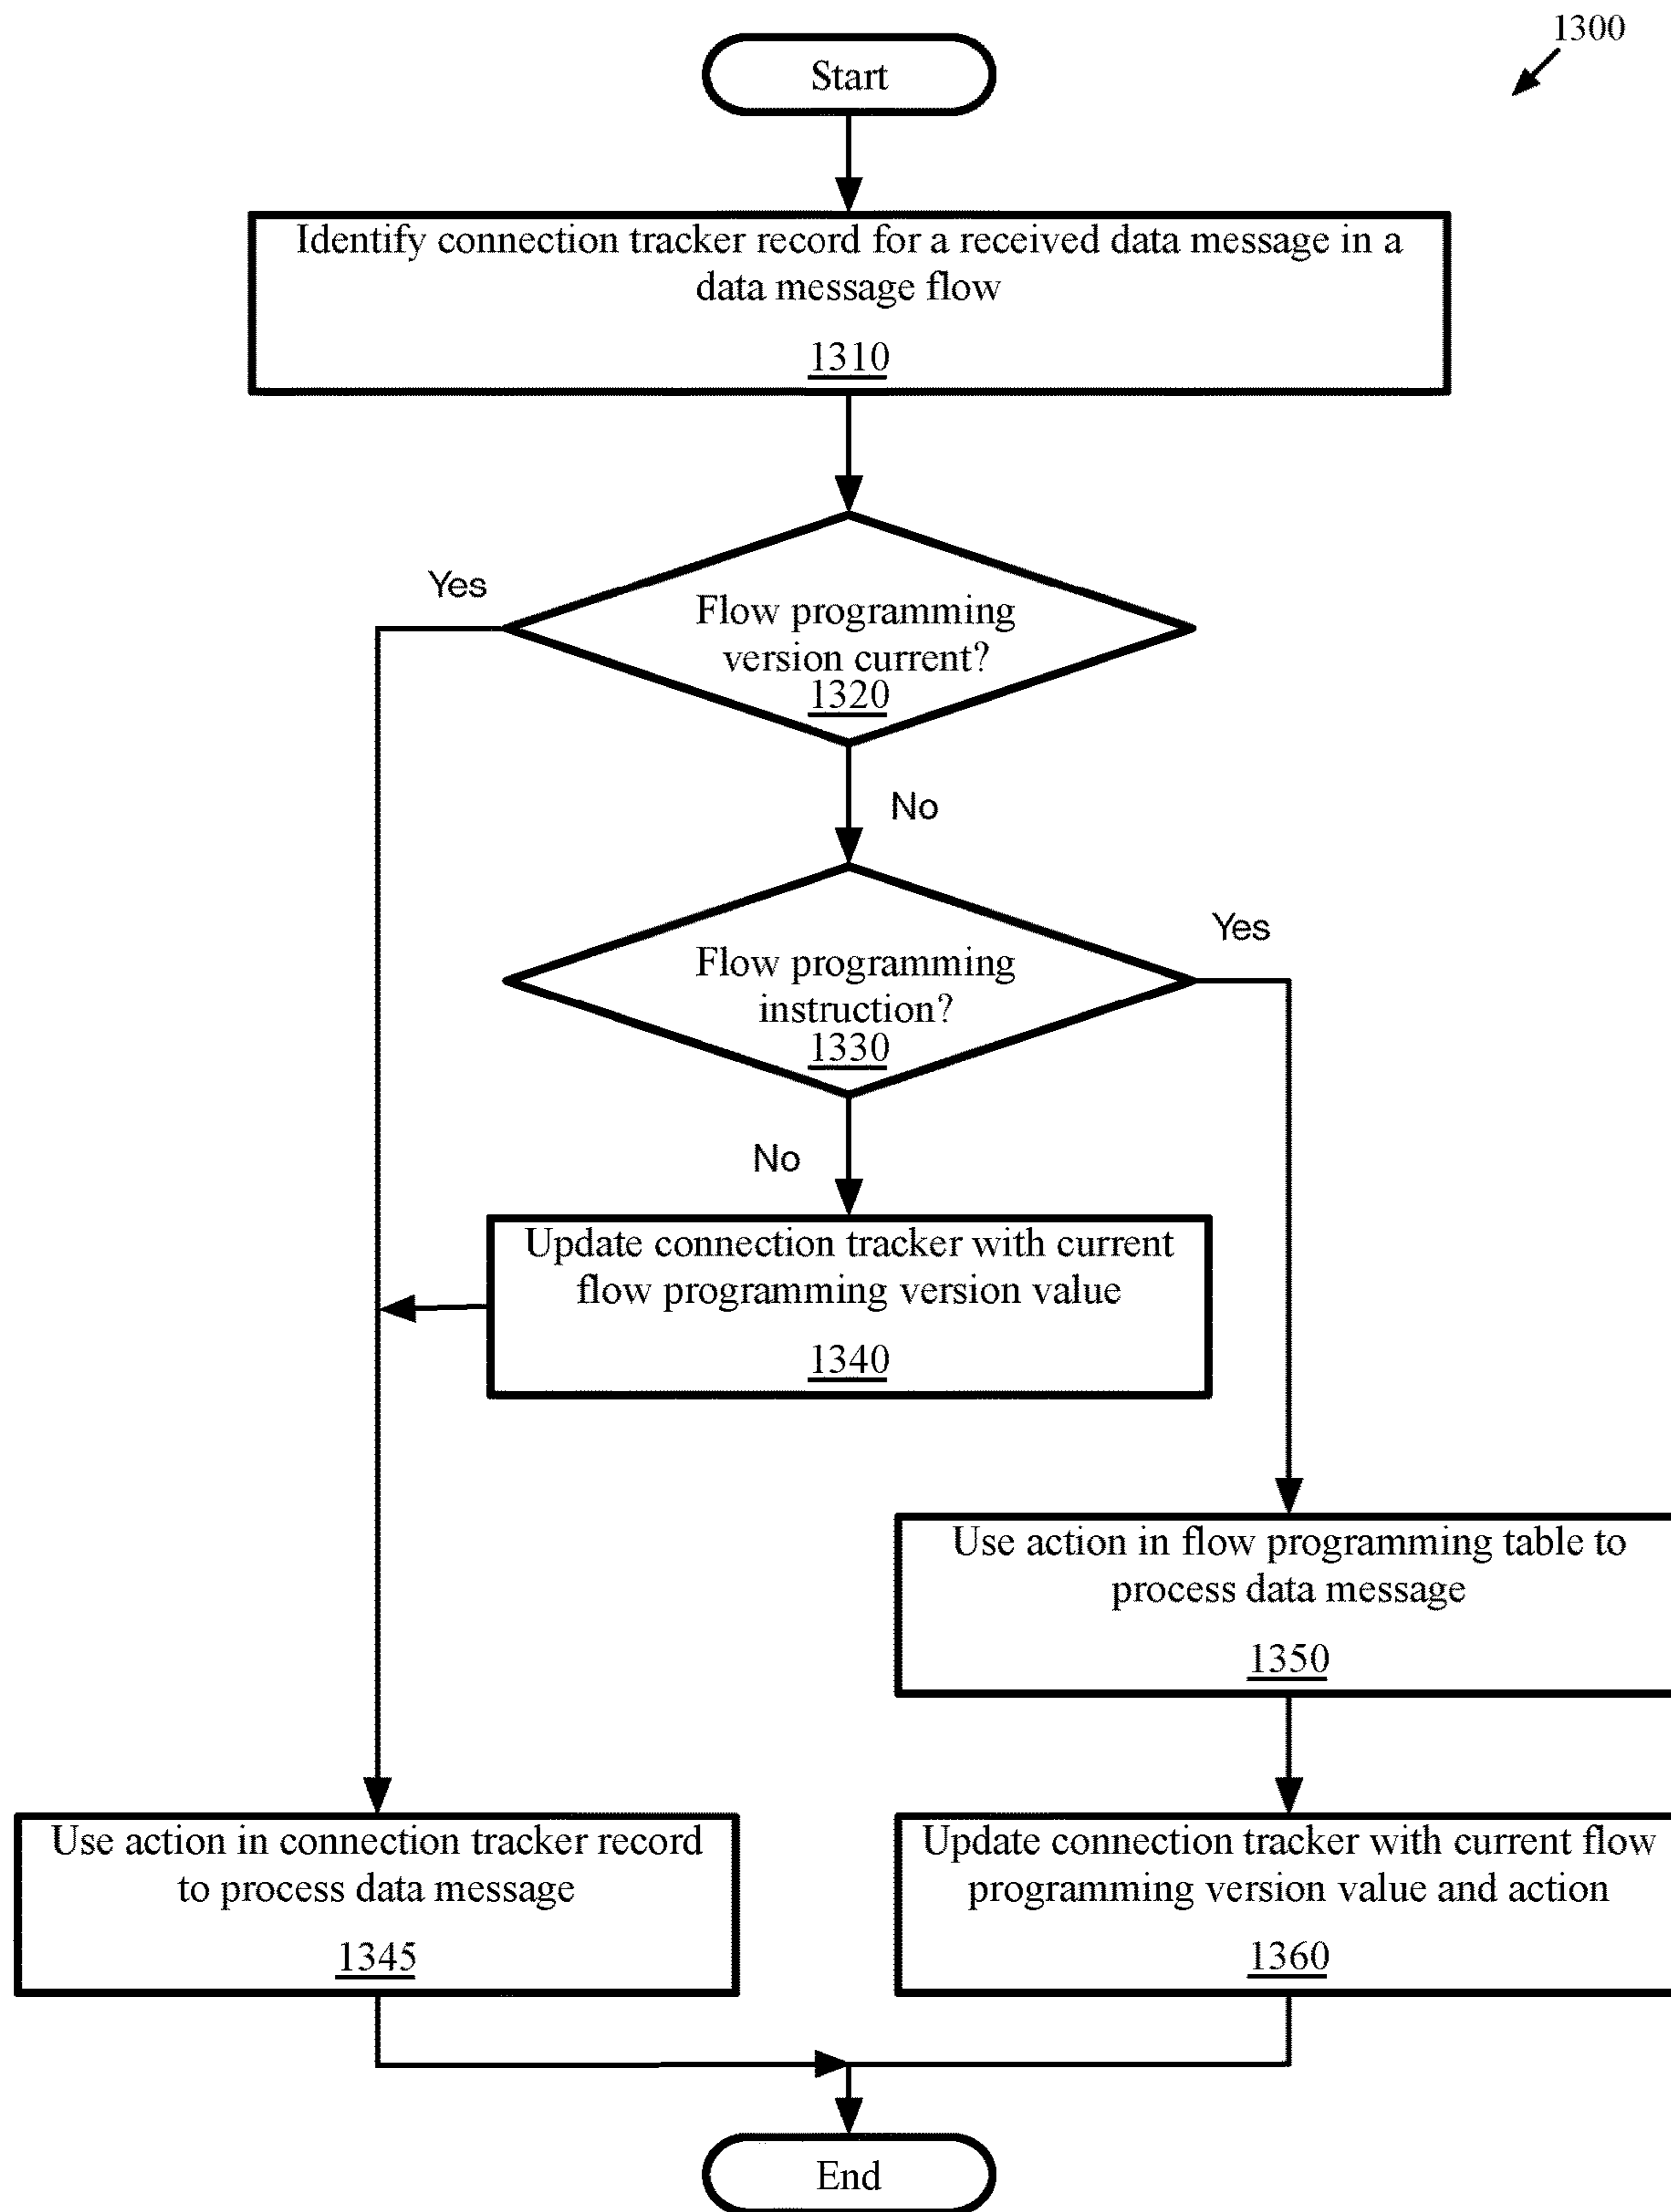 1300
Start
Identify connection tracker record for a received data message in a
data message flow
1310
Yes
Flow programming
version current?
1320
No
Flow programming
instruction?
1330
Yes
No
Update connection tracker with current
flow programming version value
1340
Use action in flow programming table to
process data message
1350
Use action in connection tracker record
to process data message
1345
Update connection tracker with current flow
programming version value and action
1360
End